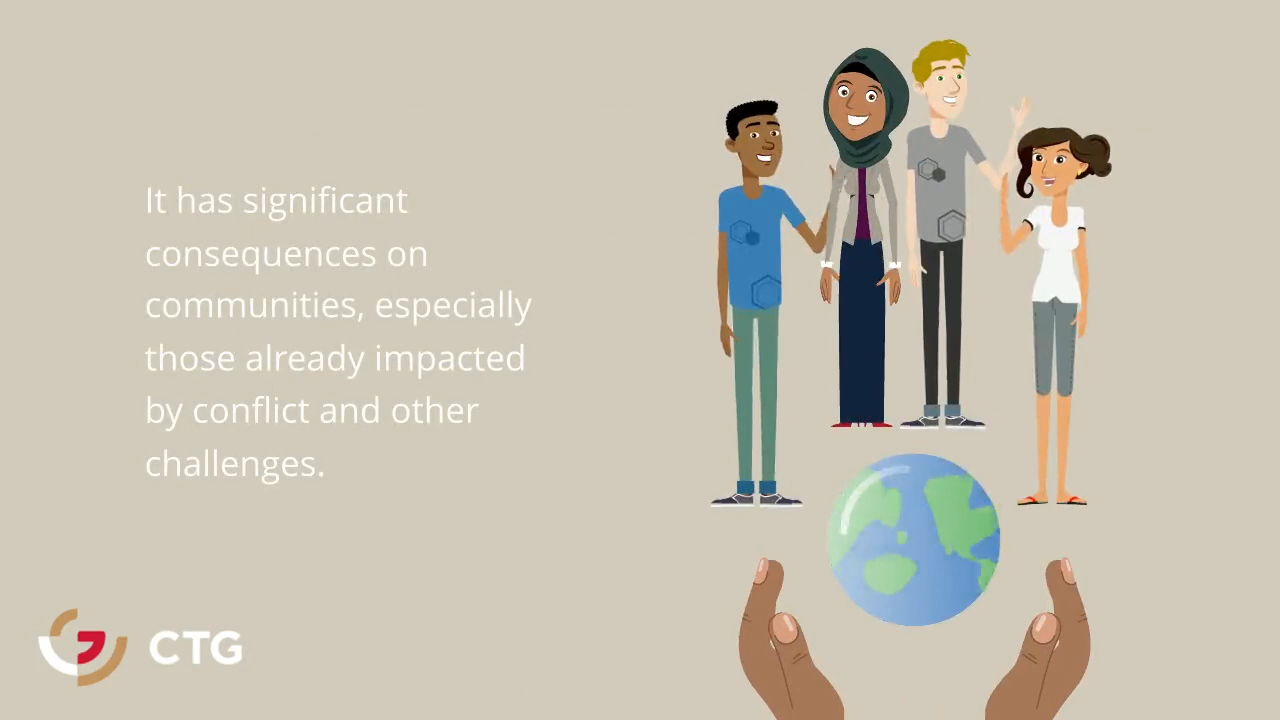 It has significant
consequences on
communities, especially
those already impacted
by conflict and other
challenges.
CTG